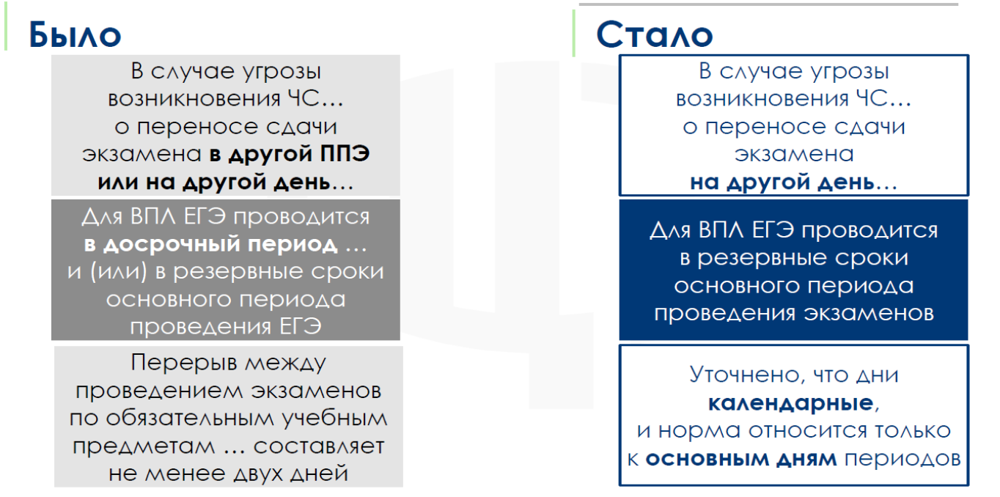 Было
В случае угрозы
возникновения ЧС…
о переносе сдачи
экзамена в другой ППЭ
или на другой день…
Для ВПЛ ЕГЭ проводится
в досрочный период …
и (или) в резервные сроки
основного периода
проведения ЕГЭ
Перерыв между
проведением экзаменов
по обязательным учебным
предметам … составляет
не менее двух дней
Стало
В случае угрозы
возникновения ЧС…
о переносе сдачи
экзамена
на другой день…
Для ВПЛ ЕГЭ проводится
в резервные сроки
основного периода
проведения экзаменов
Уточнено, что дни
календарные,
и норма относится только
к основным дням периодов